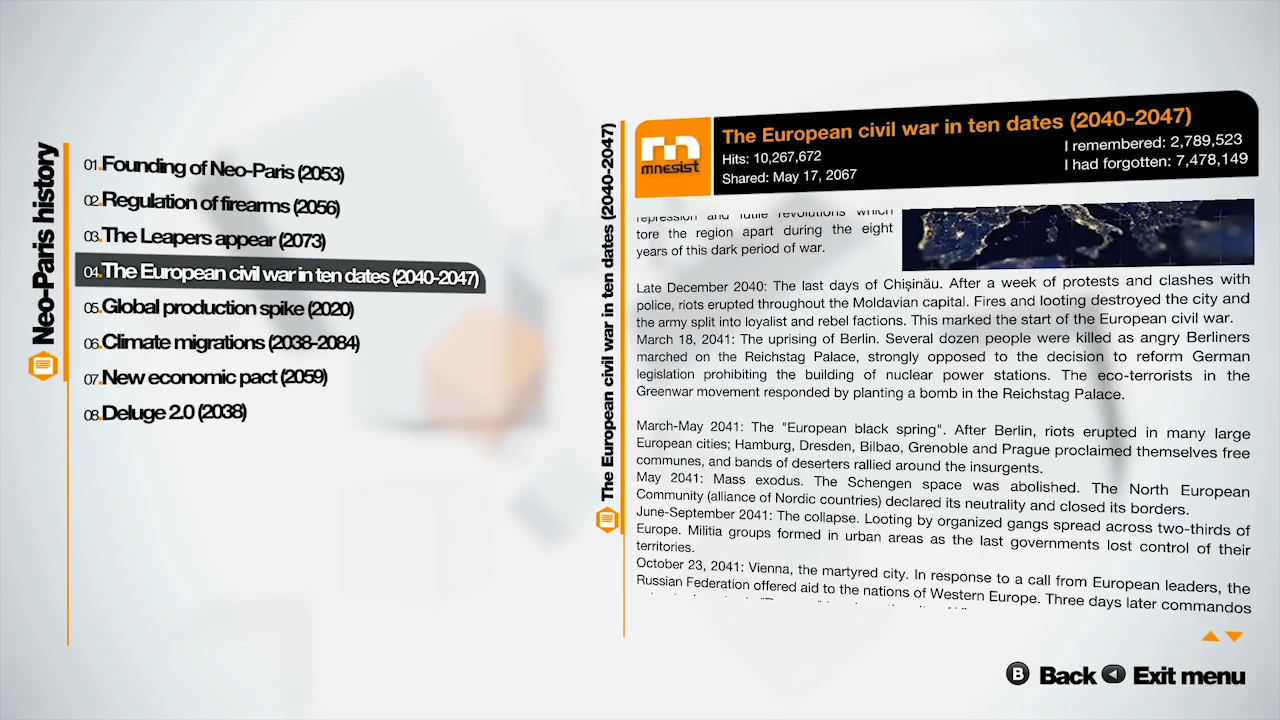 Neo-Paris history
01.Founding of Neo-Paris (2053)
02.Regulation of firearms (2056)
03.The Leapers appear (2073)
04.The European civil war in ten dates (2040-2047)
05.Global production spike (2020)
06.Climate migrations (2038-2084)
07.New economic pact (2059)
08.Deluge 2.0 (2038)
The European civil war in ten dates (2040-2047)
mnesist
The European civil war in ten dates (2040-2047)
Hits: 10,267,672
Shared: May 17, 2067
I remembered: 2,789,523
I had forgotten: 7,478,149
repression and futile revolutions which
tore the region apart during the eight
years of this dark period of war.
Late December 2040: The last days of Chișinău. After a week of protests and clashes with
police, riots erupted throughout the Moldavian capital. Fires and looting destroyed the city and
the army split into loyalist and rebel factions. This marked the start of the European civil war.
March 18, 2041: The uprising of Berlin. Several dozen people were killed as angry Berliners
marched on the Reichstag Palace, strongly opposed to the decision to reform German
legislation prohibiting the building of nuclear power stations. The eco-terrorists in the
Greenwar movement responded by planting a bomb in the Reichstag Palace.
March-May 2041: The "European black spring". After Berlin, riots erupted in many large
European cities; Hamburg, Dresden, Bilbao, Grenoble and Prague proclaimed themselves free
communes, and bands of deserters rallied around the insurgents.
May 2041: Mass exodus. The Schengen space was abolished. The North European
Community (alliance of Nordic countries) declared its neutrality and closed its borders.
June-September 2041: The collapse. Looting by organized gangs spread across two-thirds of
Europe. Militia groups formed in urban areas as the last governments lost control of their
territories.
October 23, 2041: Vienna, the martyred city. In response to a call from European leaders, the
Russian Federation offered aid to the nations of Western Europe. Three days later commandos
B Back Exit menu